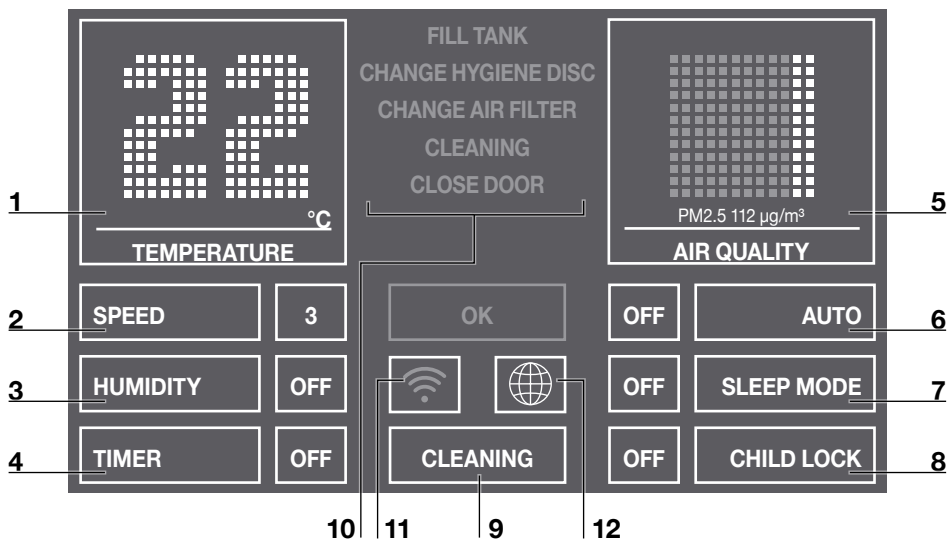 22
°C
TEMPERATURE
FILL TANK
CHANGE HYGIENE DISC
CHANGE AIR FILTER
CLEANING
CLOSE DOOR
PM2.5 112 µg/m³
AIR QUALITY
1
5
SPEED 3
OK
OFF AUTO
2
6
HUMIDITY OFF
OFF SLEEP MODE
3
7
TIMER OFF
CLEANING
OFF CHILD LOCK
4
8
10 11 9 12